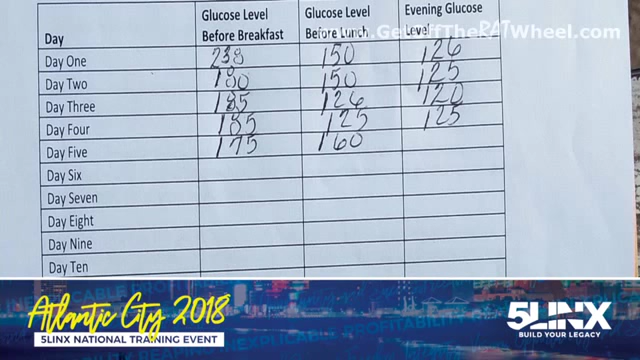 www.GetOffTheRATWheel.com
Day Glucose Level Before Breakfast Glucose Level Before Lunch Evening Glucose Level
Day One 238 150 126
Day Two 180 150 125
Day Three 185 126 120
Day Four 185 125 125
Day Five 175 160
Day Six
Day Seven
Day Eight
Day Nine
Day Ten
Atlantic City 2018
5LINX NATIONAL TRAINING EVENT
5LINX
BUILD YOUR LEGACY